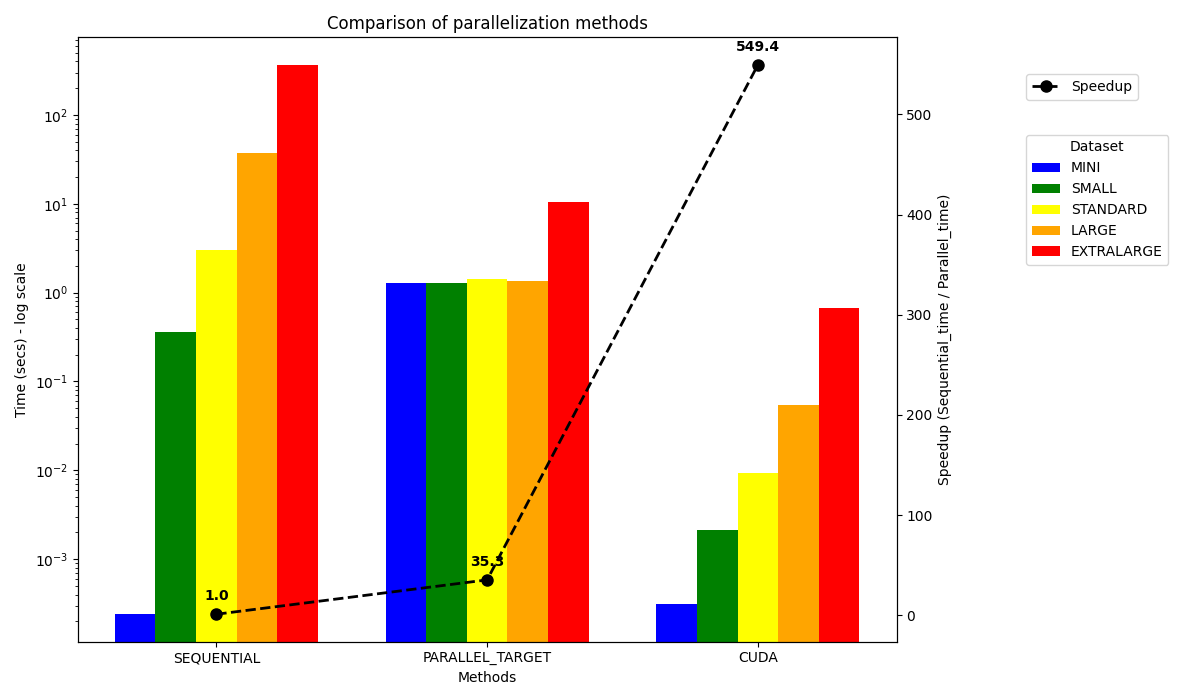 Comparison of parallelization methods
549.4
35.3
1.0
10²
10¹
10⁰
10⁻¹
10⁻²
10⁻³
Time (secs) - log scale
SEQUENTIAL
PARALLEL_TARGET
CUDA
Methods
500
400
300
200
100
0
Speedup (Sequential_time / Parallel_time)
Speedup
Dataset
MINI
SMALL
STANDARD
LARGE
EXTRALARGE